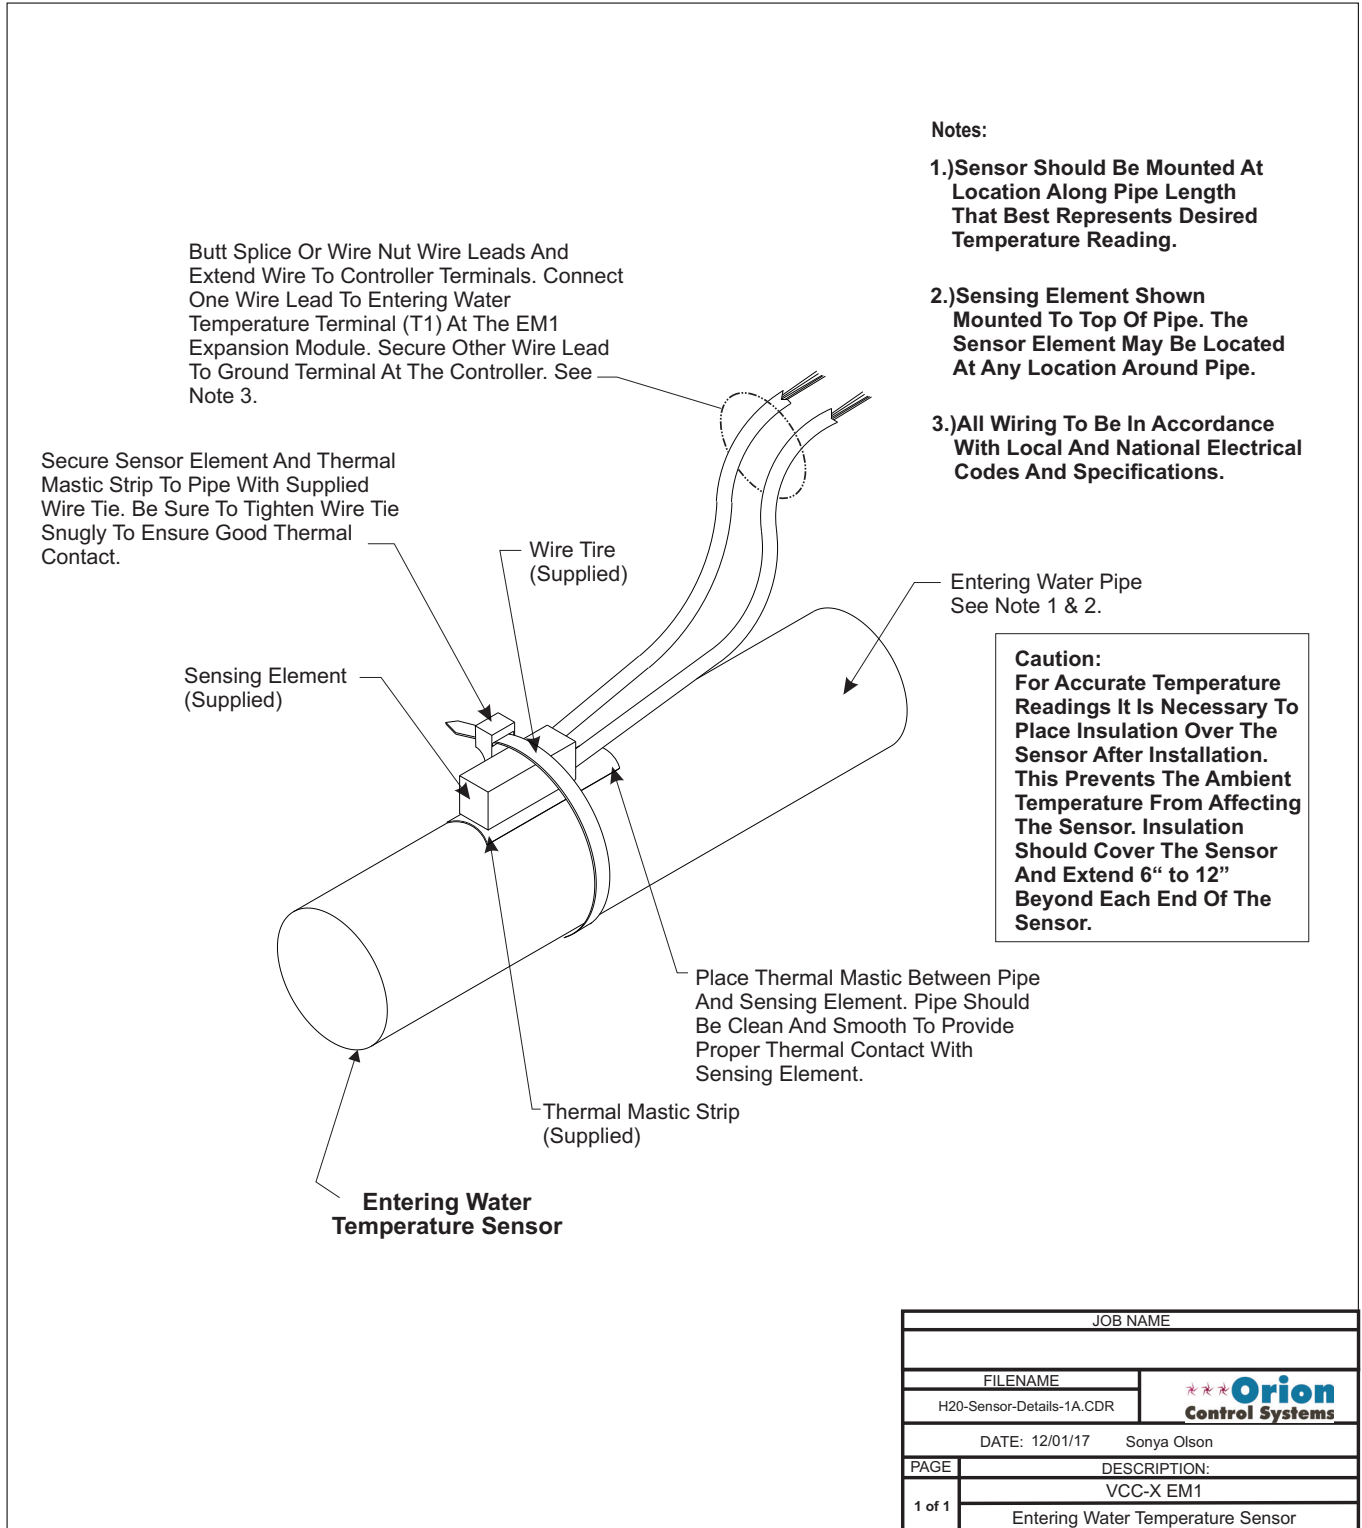 Notes:
1.)Sensor Should Be Mounted At
Location Along Pipe Length
That Best Represents Desired
Temperature Reading.
2.)Sensing Element Shown
Mounted To Top Of Pipe. The
Sensor Element May Be Located
At Any Location Around Pipe.
3.)All Wiring To Be In Accordance
With Local And National Electrical
Codes And Specifications.
Butt Splice Or Wire Nut Wire Leads And
Extend Wire To Controller Terminals. Connect
One Wire Lead To Entering Water
Temperature Terminal (T1) At The EM1
Expansion Module. Secure Other Wire Lead
To Ground Terminal At The Controller. See
Note 3.
Secure Sensor Element And Thermal
Mastic Strip To Pipe With Supplied
Wire Tie. Be Sure To Tighten Wire Tie
Snugly To Ensure Good Thermal
Contact.
Wire Tire
(Supplied)
Entering Water Pipe
See Note 1 & 2.
Sensing Element
(Supplied)
Caution:
For Accurate Temperature
Readings It Is Necessary To
Place Insulation Over The
Sensor After Installation.
This Prevents The Ambient
Temperature From Affecting
The Sensor. Insulation
Should Cover The Sensor
And Extend 6“ to 12”
Beyond Each End Of The
Sensor.
Place Thermal Mastic Between Pipe
And Sensing Element. Pipe Should
Be Clean And Smooth To Provide
Proper Thermal Contact With
Sensing Element.
Thermal Mastic Strip
(Supplied)
Entering Water
Temperature Sensor
JOB NAME
FILENAME
H20-Sensor-Details-1A.CDR
Orion
Control Systems
DATE: 12/01/17 Sonya Olson
PAGE
DESCRIPTION:
1 of 1
VCC-X EM1
Entering Water Temperature Sensor